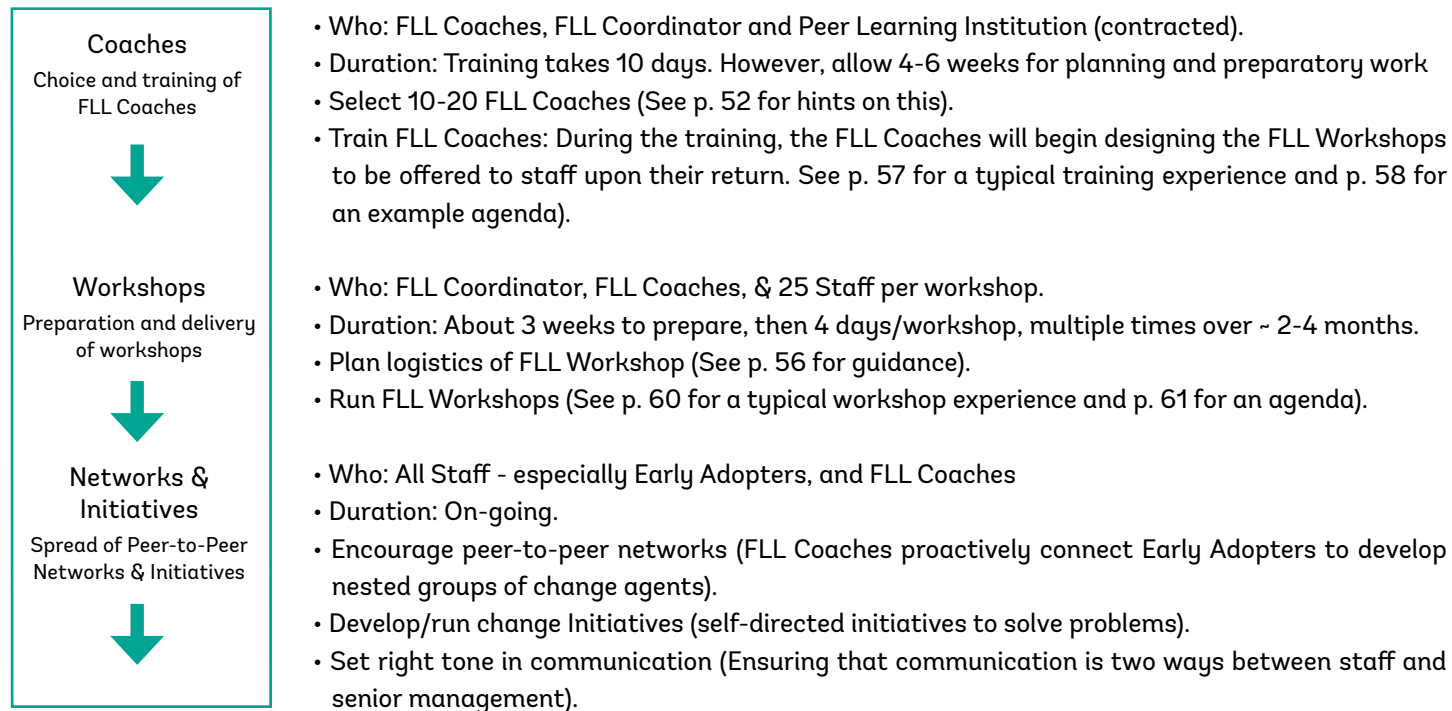 Coaches
Choice and training of
FLL Coaches
• Who: FLL Coaches, FLL Coordinator and Peer Learning Institution (contracted).
• Duration: Training takes 10 days. However, allow 4-6 weeks for planning and preparatory work
• Select 10-20 FLL Coaches (See p. 52 for hints on this).
• Train FLL Coaches: During the training, the FLL Coaches will begin designing the FLL Workshops
to be offered to staff upon their return. See p. 57 for a typical training experience and p. 58 for
an example agenda).
Workshops
Preparation and delivery
of workshops
• Who: FLL Coordinator, FLL Coaches, & 25 Staff per workshop.
• Duration: About 3 weeks to prepare, then 4 days/workshop, multiple times over ~ 2-4 months.
• Plan logistics of FLL Workshop (See p. 56 for guidance).
• Run FLL Workshops (See p. 60 for a typical workshop experience and p. 61 for an agenda).
Networks &
Initiatives
Spread of Peer-to-Peer
Networks & Initiatives
• Who: All Staff - especially Early Adopters, and FLL Coaches
• Duration: On-going.
• Encourage peer-to-peer networks (FLL Coaches proactively connect Early Adopters to develop
nested groups of change agents).
• Develop/run change Initiatives (self-directed initiatives to solve problems).
• Set right tone in communication (Ensuring that communication is two ways between staff and
senior management).